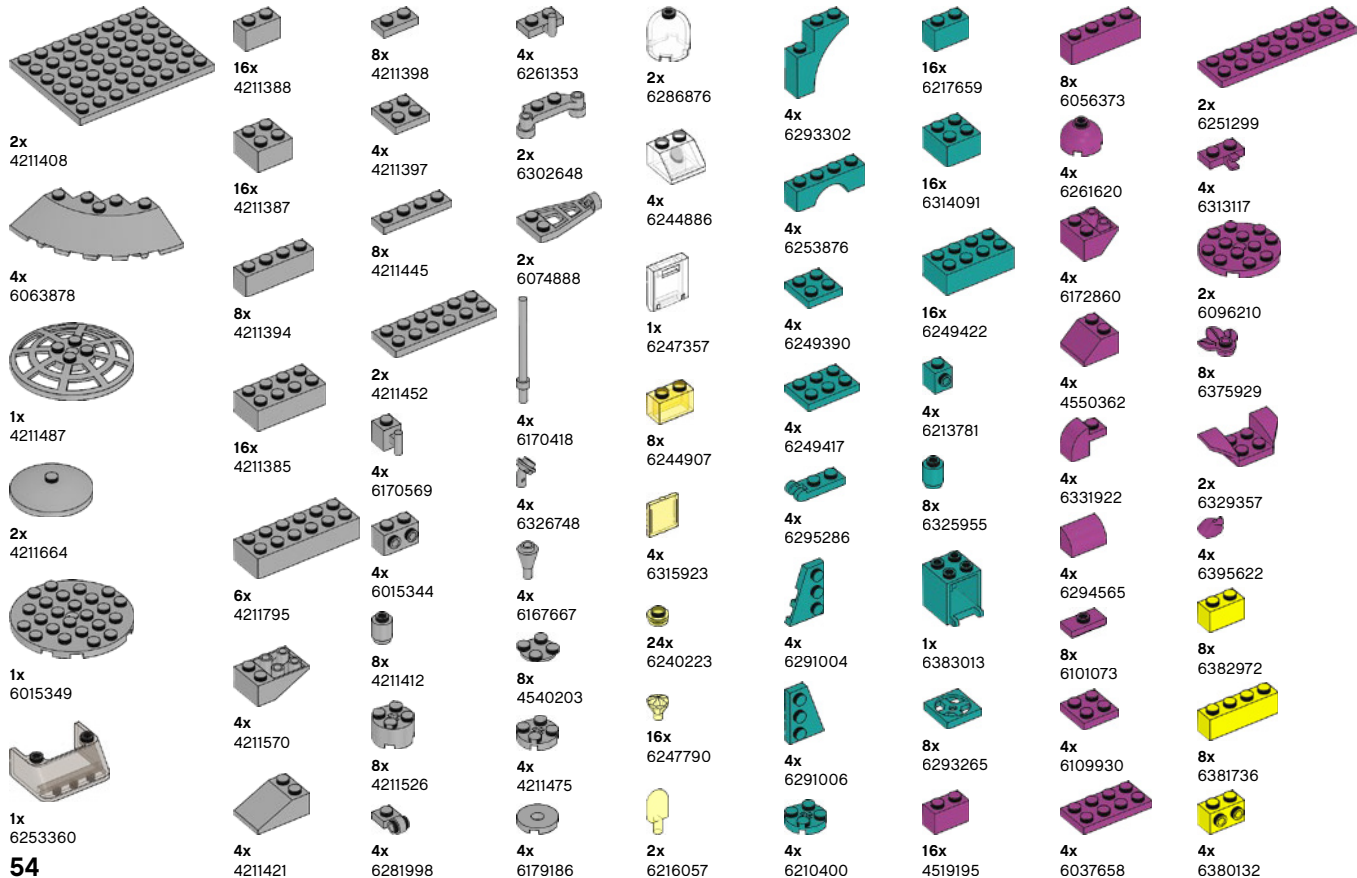 2x
4211408
4x
6063878
1x
4211487
2x
4211664
1x
6015349
1x
6253360
54
16x
4211388
16x
4211387
8x
4211394
16x
4211385
6x
4211795
4x
4211570
4x
4211421
8x
4211398
4x
4211397
8x
4211445
2x
4211452
4x
6170569
4x
6015344
8x
4211412
8x
4211526
4x
6281998
4x
6261353
2x
6302648
2x
6074888
4x
6170418
4x
6326748
4x
6167667
8x
4540203
4x
4211475
4x
6179186
2x
6286876
4x
6244886
1x
6247357
8x
6244907
4x
6315923
24x
6240223
16x
6247790
2x
6216057
4x
6293302
4x
6253876
4x
6249390
4x
6249417
4x
6295286
4x
6291004
4x
6291006
4x
6210400
16x
6217659
16x
6314091
16x
6249422
4x
6213781
8x
6325955
1x
6383013
8x
6293265
16x
4519195
8x
6056373
4x
6261620
4x
6172860
4x
4550362
4x
6331922
4x
6294565
8x
6101073
4x
6109930
4x
6037658
2x
6251299
4x
6313117
2x
6096210
8x
6375929
2x
6329357
4x
6395622
8x
6382972
8x
6381736
4x
6380132